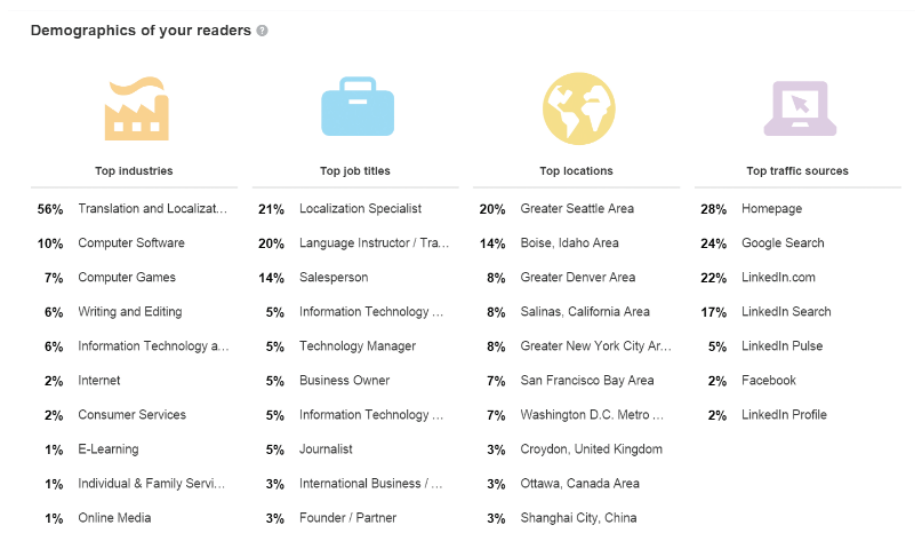 Demographics of your readers ?
Top industries
56% Translation and Localizat...
10% Computer Software
7% Computer Games
6% Writing and Editing
6% Information Technology a...
2% Internet
2% Consumer Services
1% E-Learning
1% Individual & Family Servi...
1% Online Media
Top job titles
21% Localization Specialist
20% Language Instructor / Tra...
14% Salesperson
5% Information Technology ...
5% Technology Manager
5% Business Owner
5% Information Technology ...
5% Journalist
3% International Business / ...
3% Founder / Partner
Top locations
20% Greater Seattle Area
14% Boise, Idaho Area
8% Greater Denver Area
8% Salinas, California Area
8% Greater New York City Ar...
7% San Francisco Bay Area
7% Washington D.C. Metro ...
3% Croydon, United Kingdom
3% Ottawa, Canada Area
3% Shanghai City, China
Top traffic sources
28% Homepage
24% Google Search
22% LinkedIn.com
17% LinkedIn Search
5% LinkedIn Pulse
2% Facebook
2% LinkedIn Profile